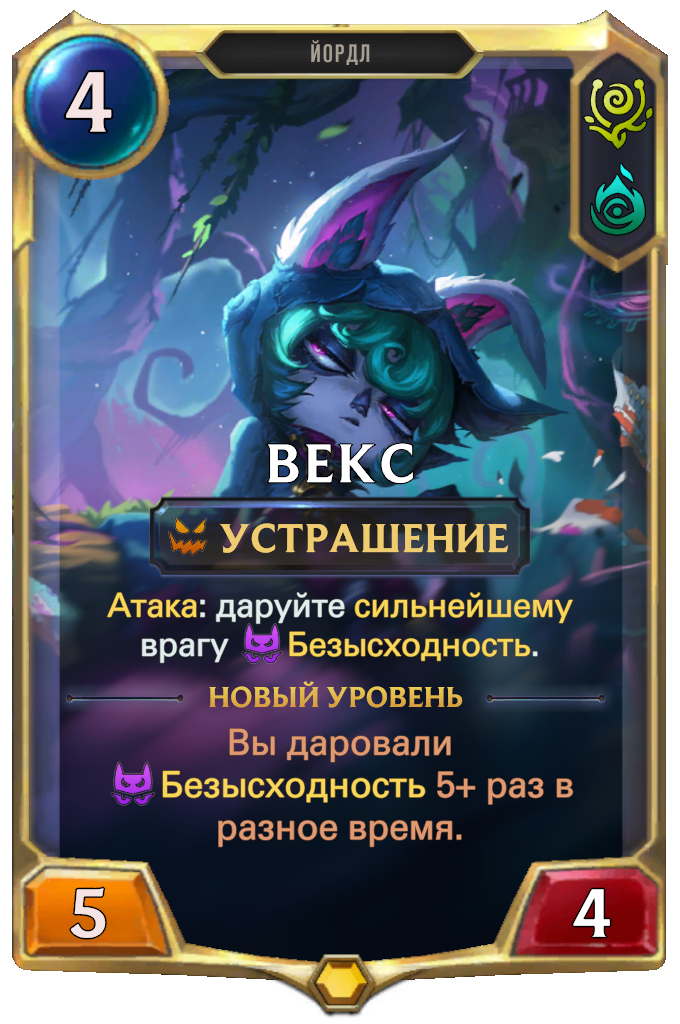 ЙОРДЛ
4
ВЕКС
УСТРАШЕНИЕ
Атака: даруйте сильнейшему
врагу Безысходность.
НОВЫЙ УРОВЕНЬ
Вы даровали
Безысходность 5+ раз в
разное время.
5
4